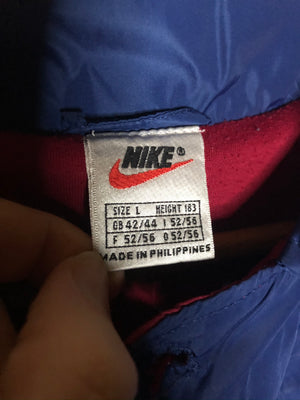 NIKE®
SIZE L HEIGHT 183
GB 42/44 I 52/56
F 52/56 D 52/56
MADE IN PHILIPPINES